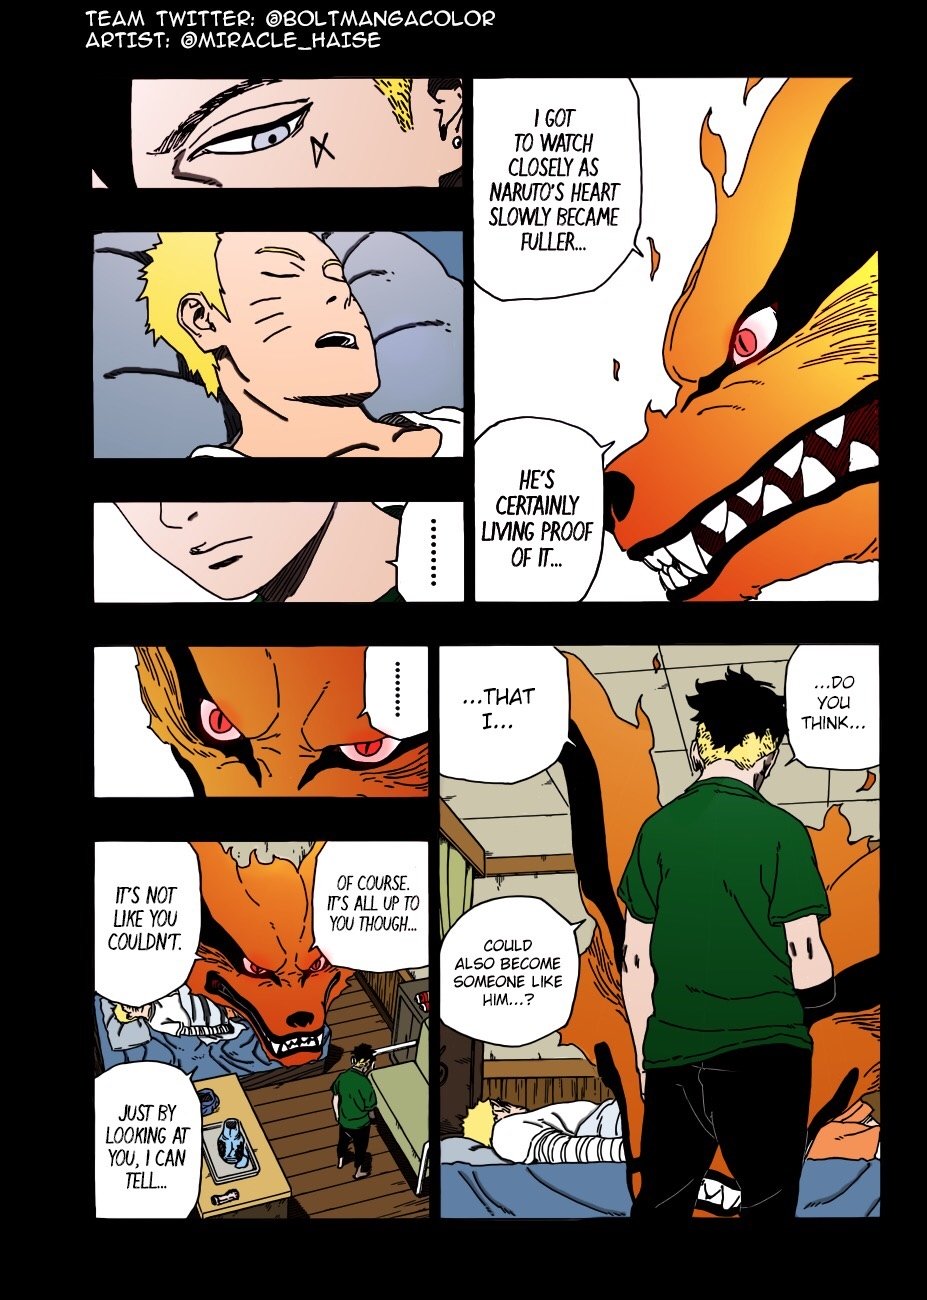 TEAM TWITTER: @BOLTMANGACOLOR
ARTIST: @MIRACLE_HAISE
I GOT
TO WATCH
CLOSELY AS
NARUTO'S HEART
SLOWLY BECAME
FULLER...
HE'S
CERTAINLY
LIVING PROOF
OF IT...
........
...DO
YOU
THINK...
...THAT
I...
COULD
ALSO BECOME
SOMEONE LIKE
HIM...?
........
OF COURSE.
IT'S ALL UP TO
YOU THOUGH...
IT'S NOT
LIKE YOU
COULDN'T.
JUST BY
LOOKING AT
YOU, I CAN
TELL...